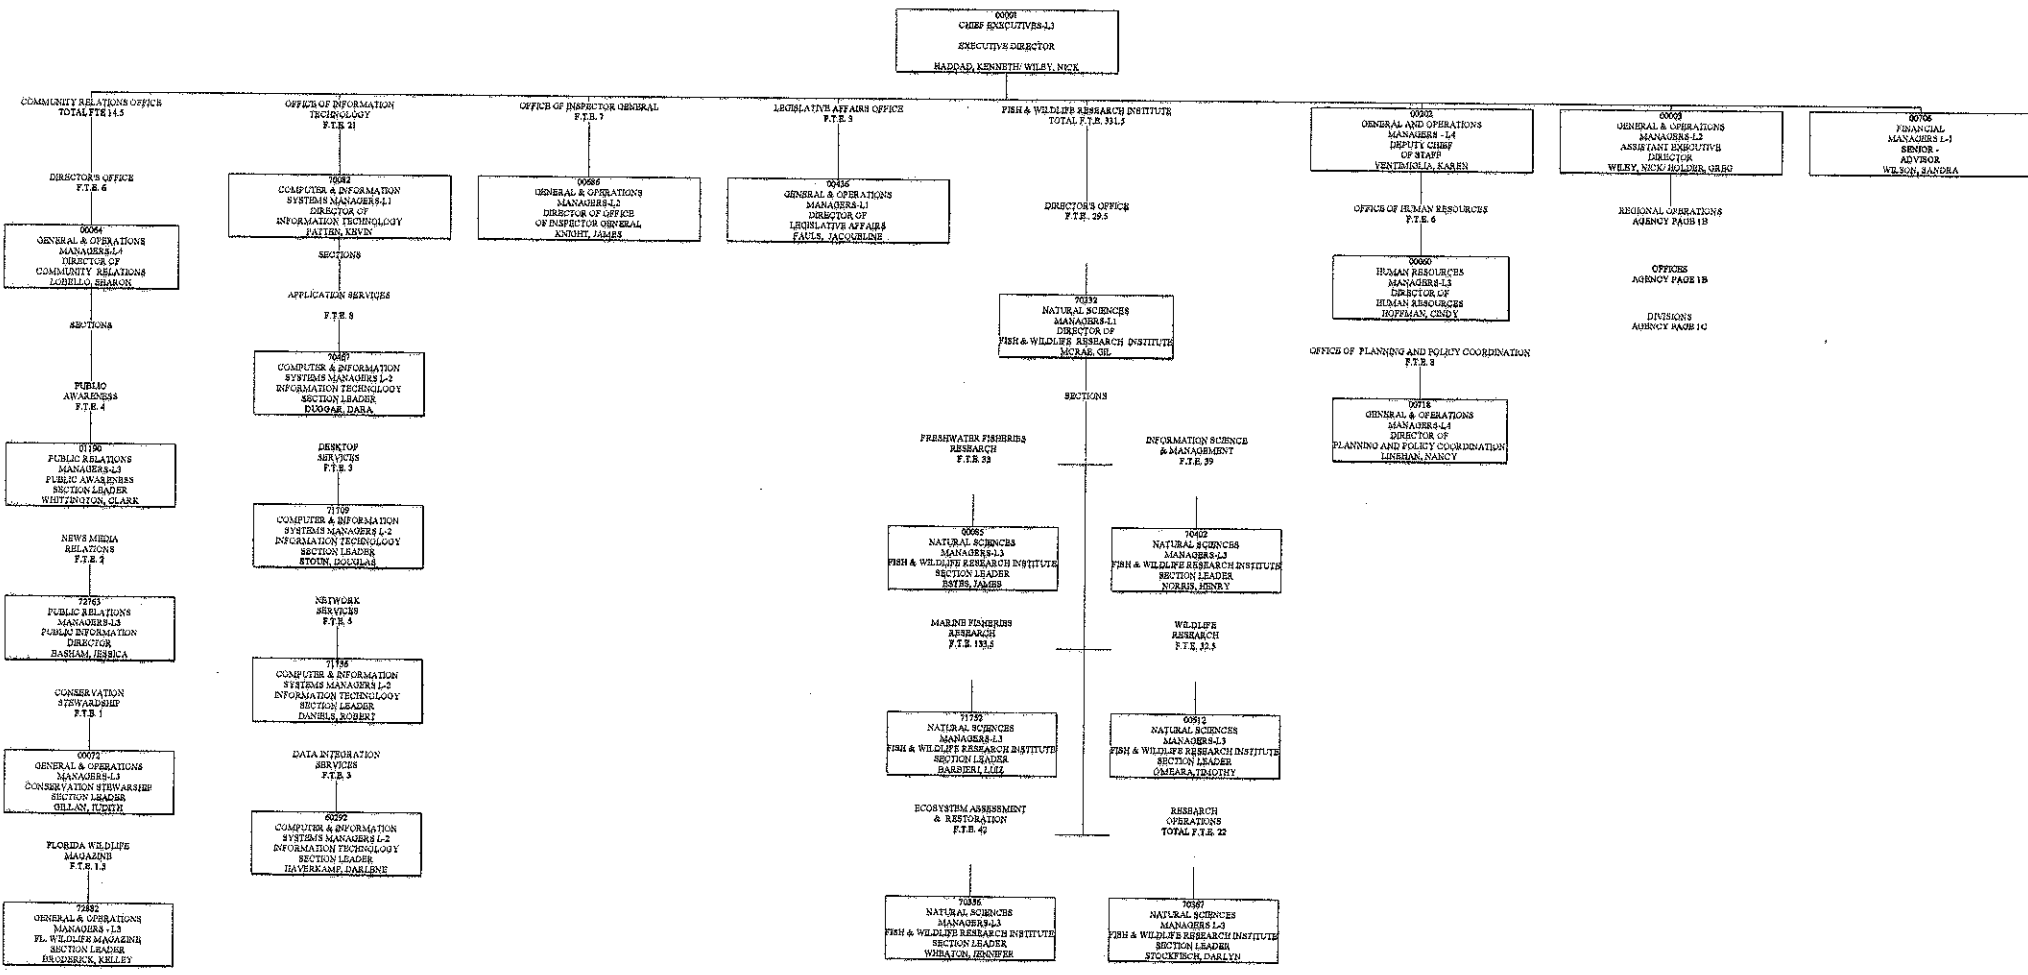 00091
CHIEF EXECUTIVES-L3
EXECUTIVE DIRECTOR
HADDAD, KENNETH/ WILEY, NICK
COMMUNITY RELATIONS OFFICE
TOTAL FTE 14.5
DIRECTOR'S OFFICE
F.T.E. 6
00064
GENERAL & OPERATIONS
MANAGERS-L4
DIRECTOR OF
COMMUNITY RELATIONS
LOBELLO, SHARON
SECTIONS
PUBLIC
AWARENESS
F.T.E. 4
01190
PUBLIC RELATIONS
MANAGERS-L3
PUBLIC AWARENESS
SECTION LEADER
WHITTINGTON, CLARK
NEWS MEDIA
RELATIONS
F.T.E. 2
72763
PUBLIC RELATIONS
MANAGERS-L3
PUBLIC INFORMATION
DIRECTOR
BASHAM, JESSICA
CONSERVATION
STEWARDSHIP
F.T.E. 1
00072
GENERAL & OPERATIONS
MANAGERS-L3
CONSERVATION STEWARSHIP
SECTION LEADER
GILLAN, JUDITH
FLORIDA WILDLIFE
MAGAZINE
F.T.E. 1.5
72882
GENERAL & OPERATIONS
MANAGERS - L3
FL. WILDLIFE MAGAZINE
SECTION LEADER
BRODERICK, KELLEY
OFFICE OF INFORMATION
TECHNOLOGY
F.T.E. 21
70042
COMPUTER & INFORMATION
SYSTEMS MANAGERS-L1
DIRECTOR OF
INFORMATION TECHNOLOGY
PATTEN, KEVIN
SECTIONS
APPLICATION SERVICES
F.T.E. 8
70467
COMPUTER & INFORMATION
SYSTEMS MANAGERS L-2
INFORMATION TECHNOLOGY
SECTION LEADER
DUGGAR, DARA
DESKTOP
SERVICES
F.T.E. 3
71709
COMPUTER & INFORMATION
SYSTEMS MANAGERS L-2
INFORMATION TECHNOLOGY
SECTION LEADER
STOUN, DOUGLAS
NETWORK
SERVICES
F.T.E. 5
71756
COMPUTER & INFORMATION
SYSTEMS MANAGERS L-2
INFORMATION TECHNOLOGY
SECTION LEADER
DANIELS, ROBERT
DATA INTEGRATION
SERVICES
F.T.E. 3
60292
COMPUTER & INFORMATION
SYSTEMS MANAGERS L-2
INFORMATION TECHNOLOGY
SECTION LEADER
HAVERKAMP, DARLENE
OFFICE OF INSPECTOR GENERAL
F.T.E. 7
00686
GENERAL & OPERATIONS
MANAGERS-L2
DIRECTOR OF OFFICE
OF INSPECTOR GENERAL
KNIGHT, JAMES
LEGISLATIVE AFFAIRS OFFICE
F.T.E. 3
00436
GENERAL & OPERATIONS
MANAGERS-L1
DIRECTOR OF
LEGISLATIVE AFFAIRS
FAULS, JACQUELINE
FISH & WILDLIFE RESEARCH INSTITUTE
TOTAL F.T.E. 331.5
DIRECTOR'S OFFICE
F.T.E. 29.5
70332
NATURAL SCIENCES
MANAGERS-L1
DIRECTOR OF
FISH & WILDLIFE RESEARCH INSTITUTE
MCRAE, GIL
SECTIONS
FRESHWATER FISHERIES
RESEARCH
F.T.E. 33
00085
NATURAL SCIENCES
MANAGERS-L3
FISH & WILDLIFE RESEARCH INSTITUTE
SECTION LEADER
ESTES, JAMES
MARINE FISHERIES
RESEARCH
F.T.E. 133.5
71752
NATURAL SCIENCES
MANAGERS-L3
FISH & WILDLIFE RESEARCH INSTITUTE
SECTION LEADER
BARBIERI, LUIZ
ECOSYSTEM ASSESSMENT
& RESTORATION
F.T.E. 42
70356
NATURAL SCIENCES
MANAGERS-L3
FISH & WILDLIFE RESEARCH INSTITUTE
SECTION LEADER
WHEATON, JENNIFER
INFORMATION SCIENCE
& MANAGEMENT
F.T.E. 39
70402
NATURAL SCIENCES
MANAGERS-L3
FISH & WILDLIFE RESEARCH INSTITUTE
SECTION LEADER
NORRIS, HENRY
WILDLIFE
RESEARCH
F.T.E. 32.5
00512
NATURAL SCIENCES
MANAGERS-L3
FISH & WILDLIFE RESEARCH INSTITUTE
SECTION LEADER
OMEARA, TIMOTHY
RESEARCH
OPERATIONS
TOTAL F.T.E. 22
70367
NATURAL SCIENCES
MANAGERS L-3
FISH & WILDLIFE RESEARCH INSTITUTE
SECTION LEADER
STOCKFISCH, DARLYN
00202
GENERAL AND OPERATIONS
MANAGERS - L4
DEPUTY CHIEF
OF STAFF
VENTIMIGLIA, KAREN
OFFICE OF HUMAN RESOURCES
F.T.E. 6
00060
HUMAN RESOURCES
MANAGERS-L3
DIRECTOR OF
HUMAN RESOURCES
HOFFMAN, CINDY
OFFICE OF PLANNING AND POLICY COORDINATION
F.T.E. 8
00718
GENERAL & OPERATIONS
MANAGERS-L4
DIRECTOR OF
PLANNING AND POLICY COORDINATION
LINEHAN, NANCY
00003
GENERAL & OPERATIONS
MANAGERS-L2
ASSISTANT EXECUTIVE
DIRECTOR
WILEY, NICK/ HOLDER, GREG
REGIONAL OPERATIONS
AGENCY PAGE 1B
OFFICES
AGENCY PAGE 1B
DIVISIONS
AGENCY PAGE 1C
00706
FINANCIAL
MANAGERS L-3
SENIOR -
ADVISOR
WILSON, SANDRA